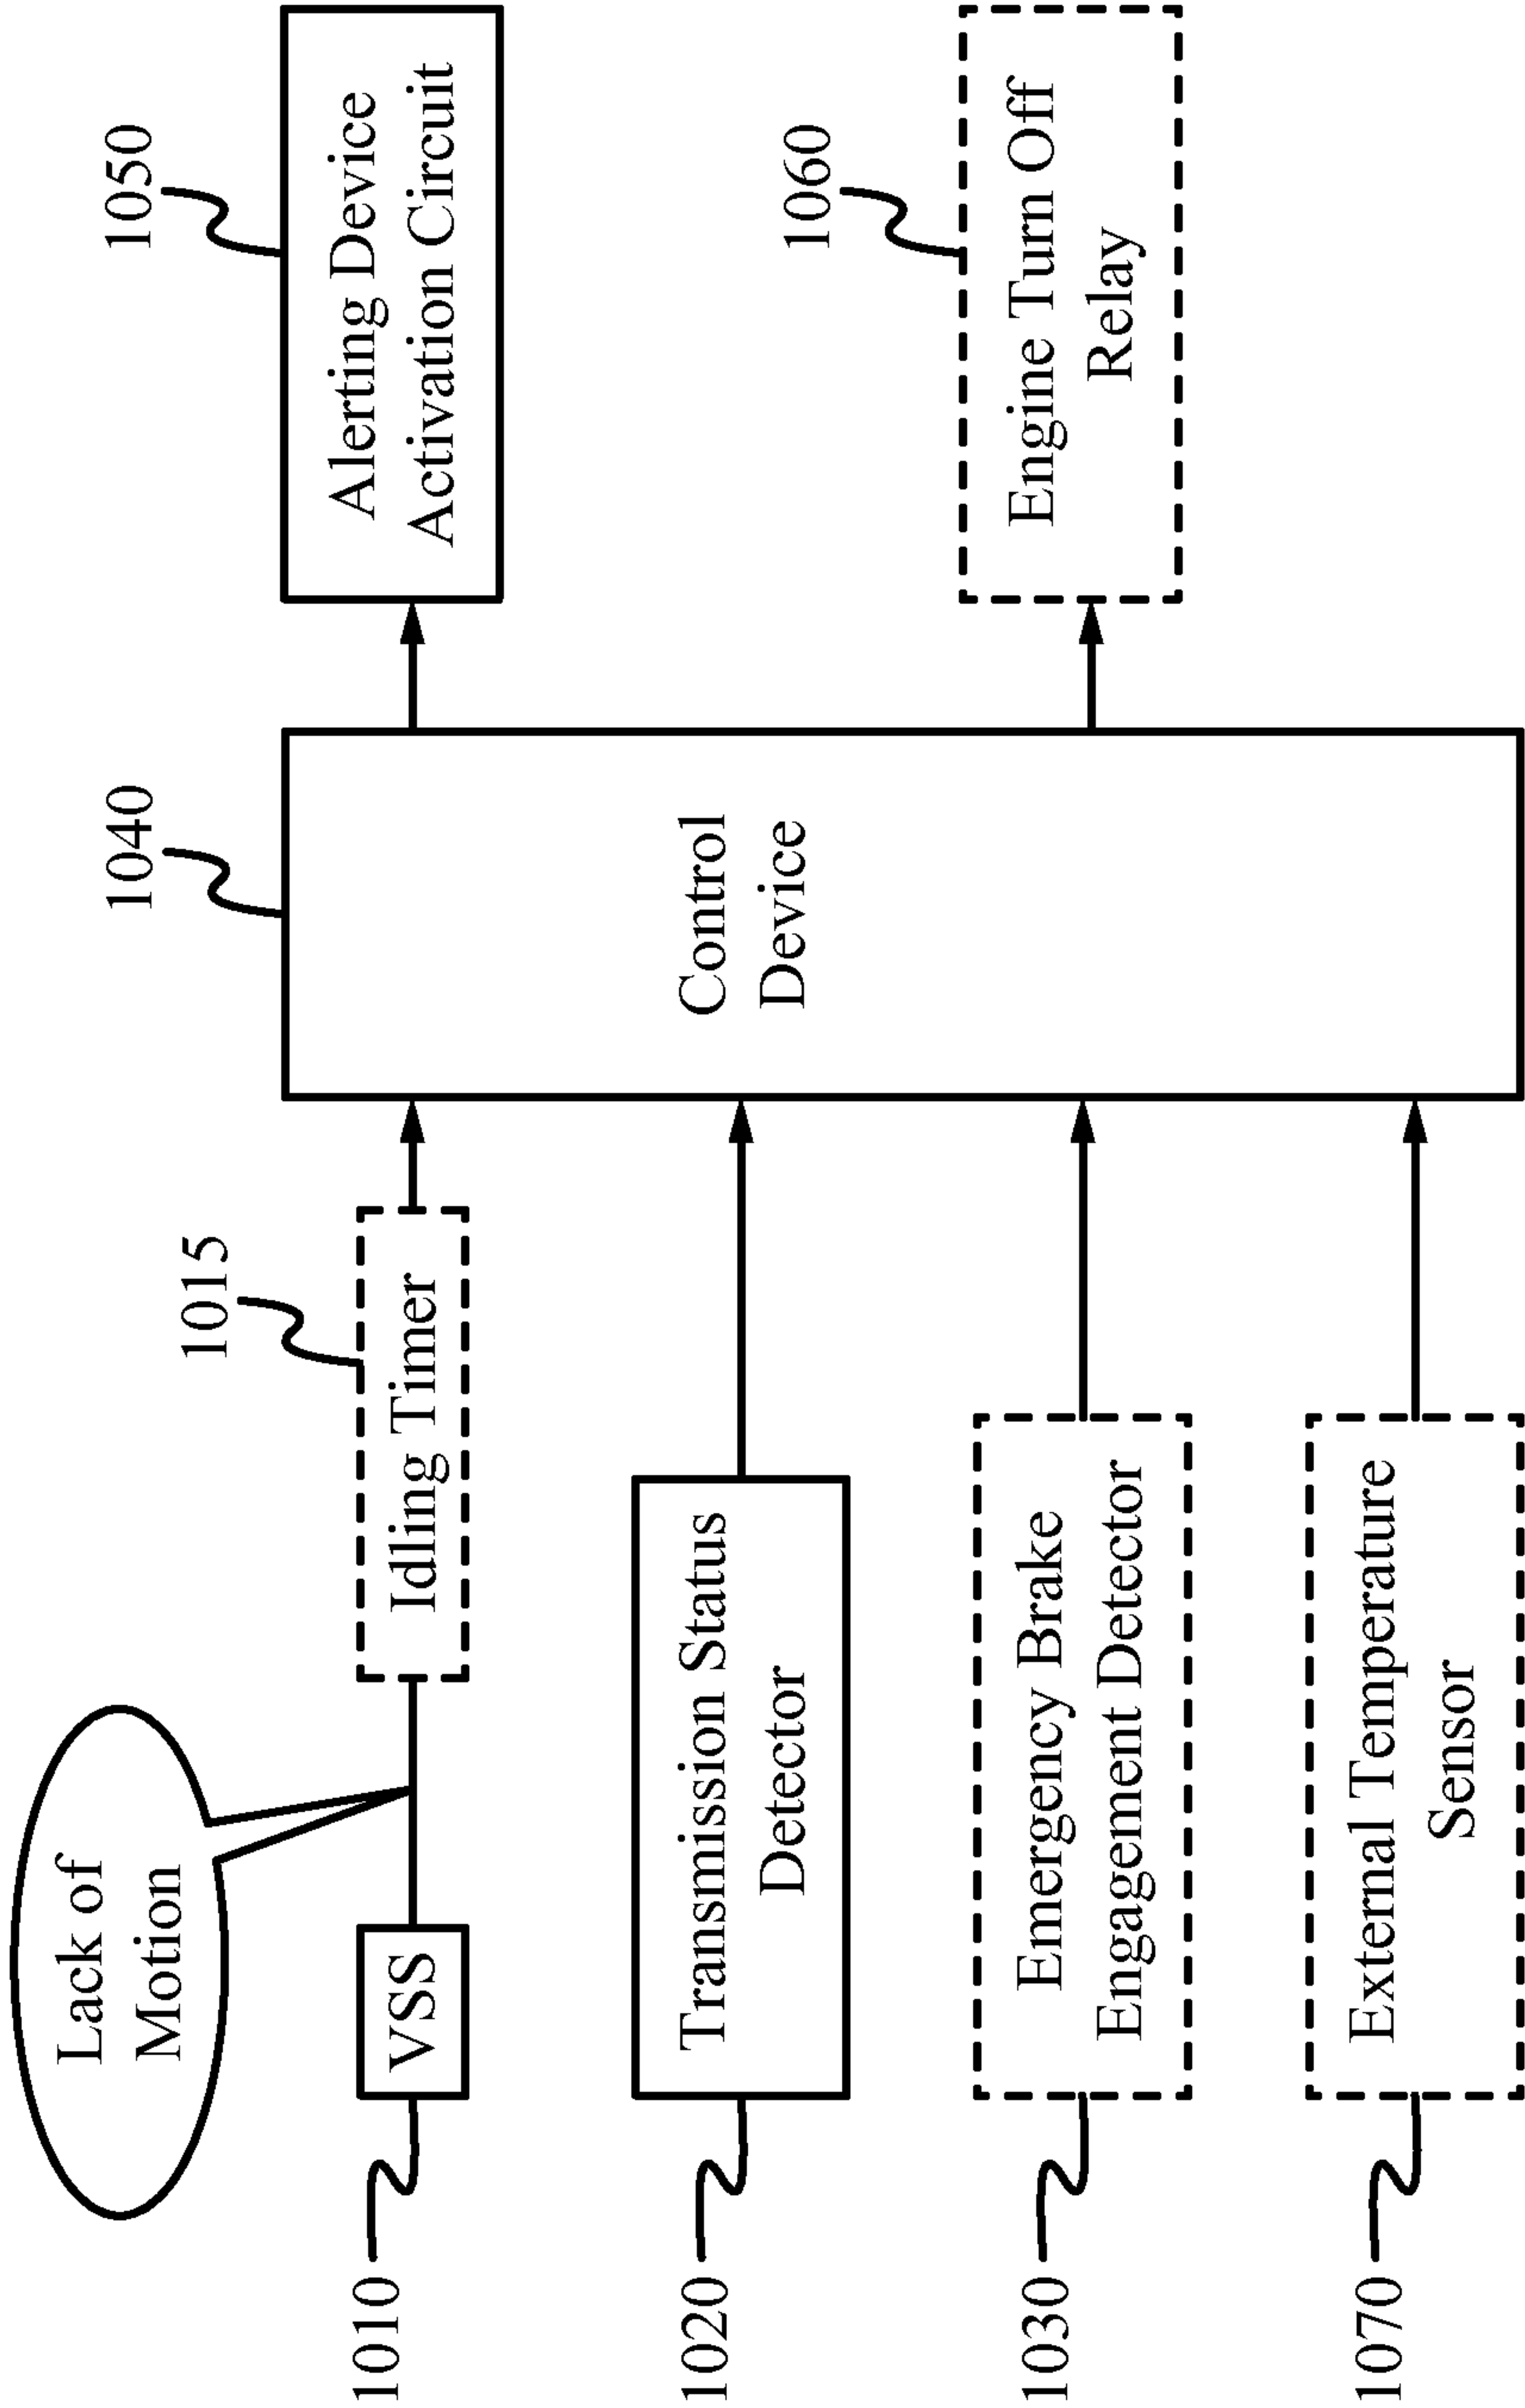 Lack of
Motion
1010
VSS
1015
Idling Timer
1020
Transmission Status
Detector
1030
Emergency Brake
Engagement Detector
1070
External Temperature
Sensor
1040
Control
Device
1050
Alerting Device
Activation Circuit
1060
Engine Turn Off
Relay